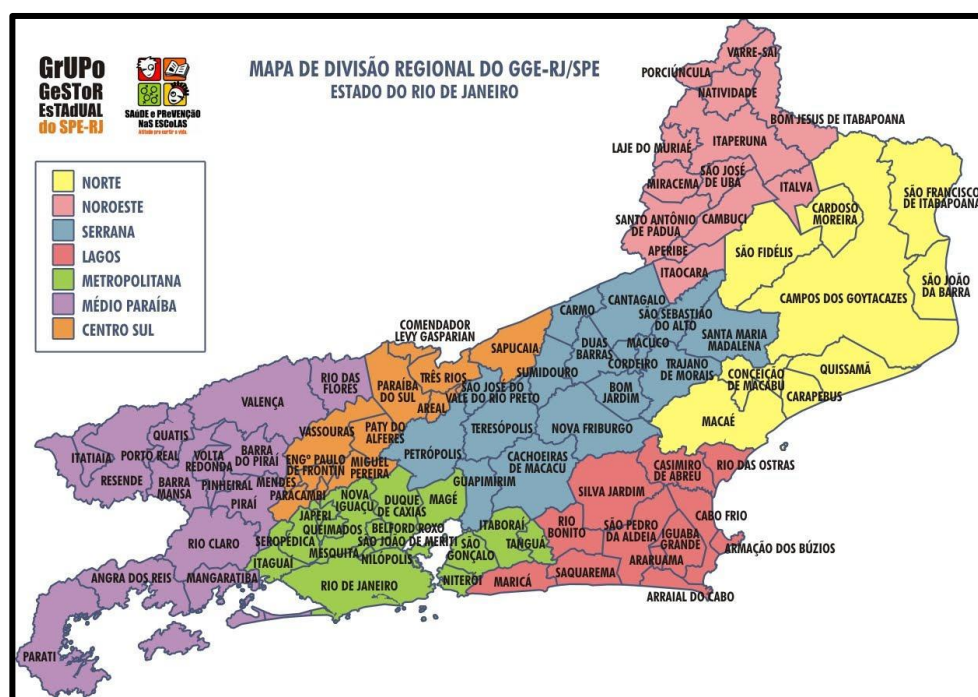 GrUPo
GeSToR
EsTAdUAL
do SPE-RJ
SAúDE e PReVENÇÃO
NaS ESCoLAS
MAPA DE DIVISÃO REGIONAL DO GGE-RJ/SPE
ESTADO DO RIO DE JANEIRO
NORTE
NOROESTE
SERRANA
LAGOS
METROPOLITANA
MÉDIO PARAÍBA
CENTRO SUL
VARRE-SAI
PORCIÚNCULA
NATIVIDADE
BOM JESUS DE ITABAPOANA
ITAPERUNA
LAJE DO MURIAÉ
SÃO JOSÉ
DE UBA
MIRACEMA
ITALVA
SÃO FRANCISCO
DE ITABAPOANA
CARDOSO
MOREIRA
SANTO ANTÔNIO
DE PADUA
CAMBUÇI
APERIBE
SÃO FIDÉLIS
ITAOCARA
SÃO JOÃO
DA BARRA
CAMPOS DOS GOYTACAZES
CANTAGALO
CARMO
SÃO SEBASTIÃO
DO ALTO
SANTA MARIA
MADALENA
COMENDADOR
LEVY GASPARIAN
SAPUCAIA
DUAS
BARRAS
MACUCO
CORDEIRO
TRAJANO
DE MORAIS
SUMIDOURO
QUISSAMÃ
CONCEIÇÃO
DE MACABU
CARAPEBUS
RIO DAS
FLORES
TRÊS RIOS
PARAÍBA
DO SUL
SÃO JOSÉ DO
VALE DO RIO PRETO
BOM
JARDIM
AREAL
VALENÇA
MACAÉ
VASSOURAS
PATY DO
ALFERES
TERESÓPOLIS
NOVA FRIBURGO
QUATIS
ITATIAIA
PORTO REAL
VOLTA
REDONDA
BARRA
DO PIRAÍ
ENGº PAULO
DE FRONTIN
MIGUEL
PEREIRA
PETRÓPOLIS
CACHOEIRAS
DE MACACU
CASIMIRO
DE ABREU
RIO DAS OSTRAS
RESENDE
BARRA
MANSA
PINHEIRAL
MENDES
PIRAÍ
PARACAMBI
NOVA
IGUAÇU
DUQUE
DE CAXIAS
MAGÉ
GUAPIMIRIM
SILVA JARDIM
JAPERI
QUEIMADOS
BELFORD ROXO
ITABORAÍ
RIO
BONITO
SÃO PEDRO
DA ALDEIA
IGUABA
GRANDE
CABO FRIO
SEROPÉDICA
MESQUITA
SÃO JOÃO DE MERITI
NILÓPOLIS
SÃO
GONÇALO
TANGUÁ
ARMAÇÃO DOS BÚZIOS
RIO CLARO
ITAGUAÍ
ARARUAMA
SAQUAREMA
ANGRA DOS REIS
MANGARATIBA
RIO DE JANEIRO
NITERÓI
MARICÁ
ARRAIAL DO CABO
PARATI